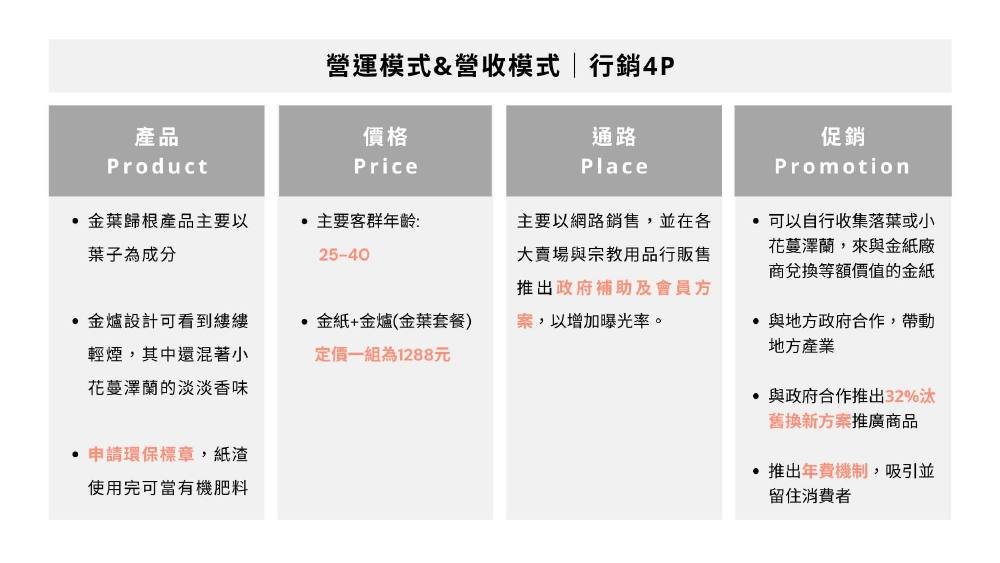 營運模式&營收模式｜行銷4P
產品
Product
金葉歸根產品主要以
葉子為成分
金爐設計可看到縷縷
輕煙，其中還混著小
花蔓澤蘭的淡淡香味
申請環保標章，紙渣
使用完可當有機肥料
價格
Price
主要客群年齡:
25-40
金紙+金爐(金葉套餐)
定價一組為1288元
通路
Place
主要以網路銷售，並在各
大賣場與宗教用品行販售
推出政府補助及會員方
案，以增加曝光率。
促銷
Promotion
可以自行收集落葉或小
花蔓澤蘭，來與金紙廠
商兌換等額價值的金紙
與地方政府合作，帶動
地方產業
與政府合作推出32%汰
舊換新方案推廣商品
推出年費機制，吸引並
留住消費者